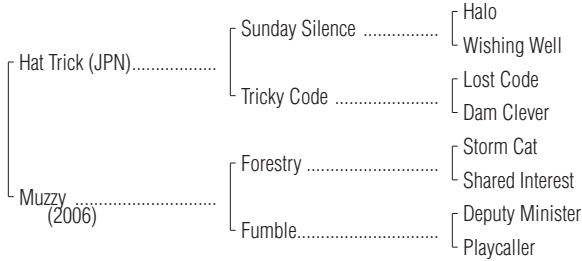 Halo
Sunday Silence ..................
Wishing Well
Hat Trick (JPN)....................
Lost Code
Tricky Code .........................
Dam Clever
Storm Cat
Forestry ...............................
Shared Interest
Muzzy .................................
(2006)
Deputy Minister
Fumble.................................
Playcaller